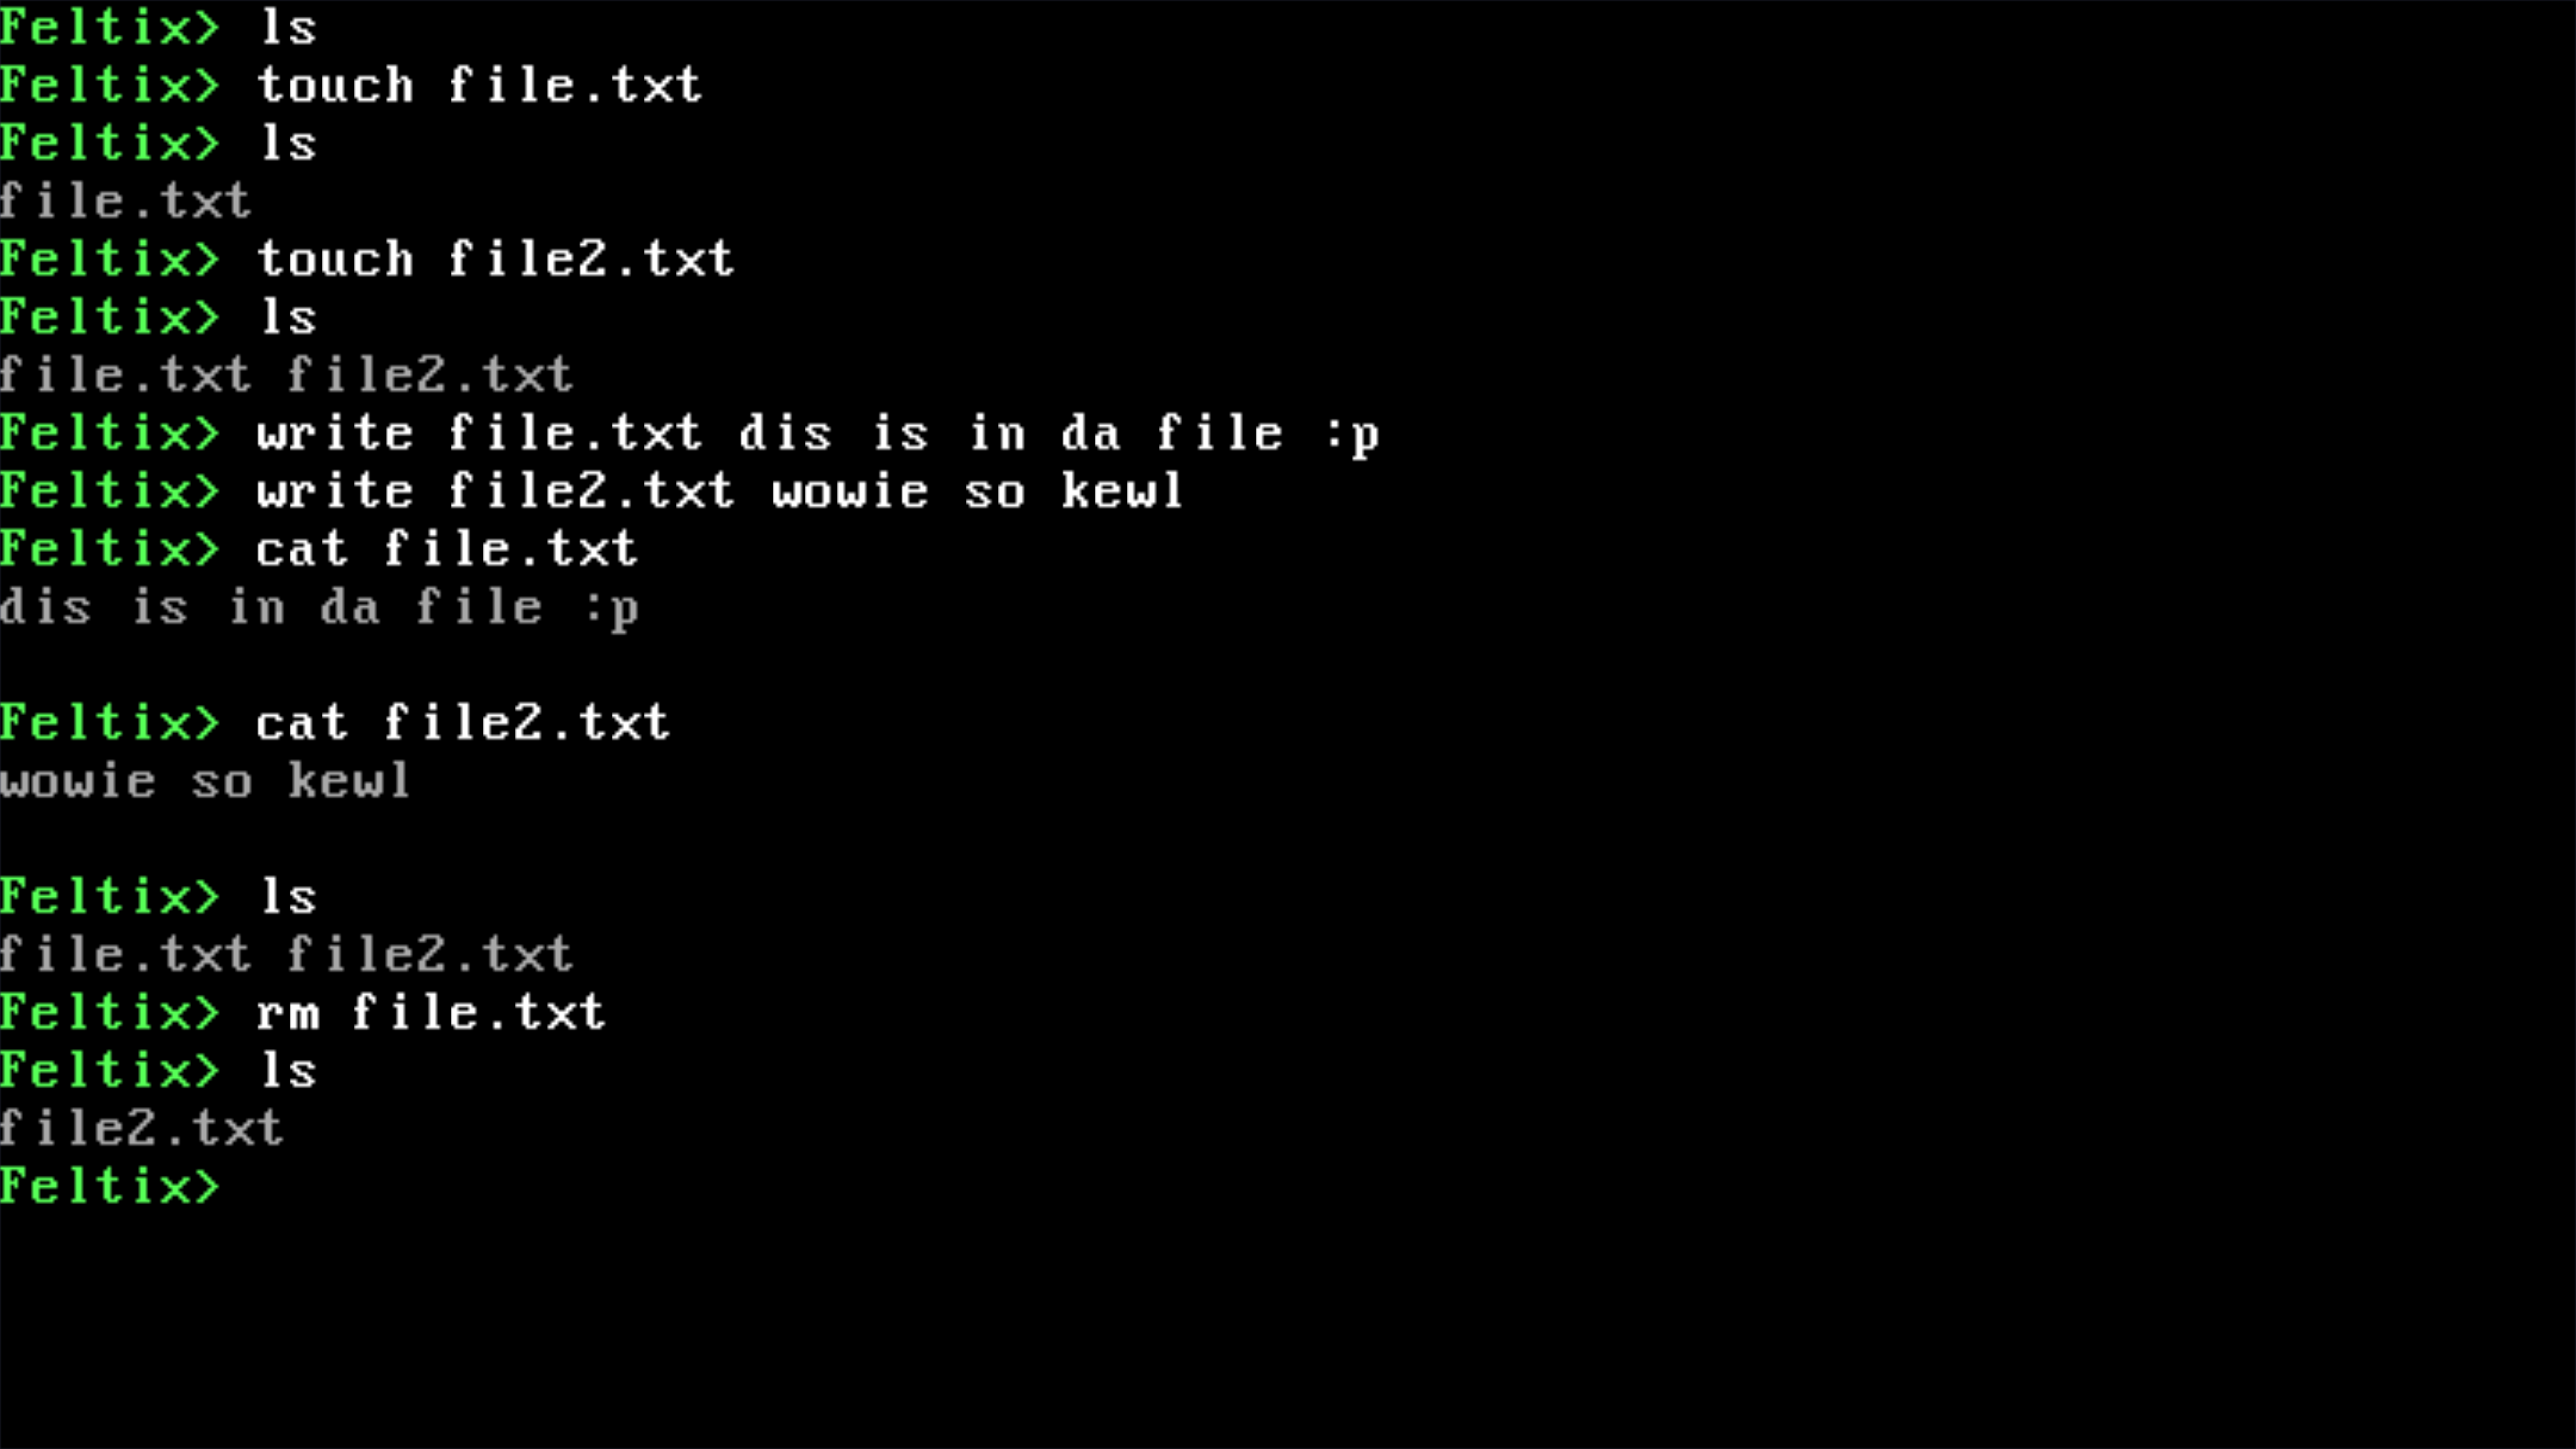 Feltix> ls
Feltix> touch file.txt
Feltix> ls
file.txt
Feltix> touch file2.txt
Feltix> ls
file.txt file2.txt
Feltix> write file.txt dis is in da file :p
Feltix> write file2.txt wowie so kewl
Feltix> cat file.txt
dis is in da file :p
Feltix> cat file2.txt
wowie so kewl
Feltix> ls
file.txt file2.txt
Feltix> rm file.txt
Feltix> ls
file2.txt
Feltix>